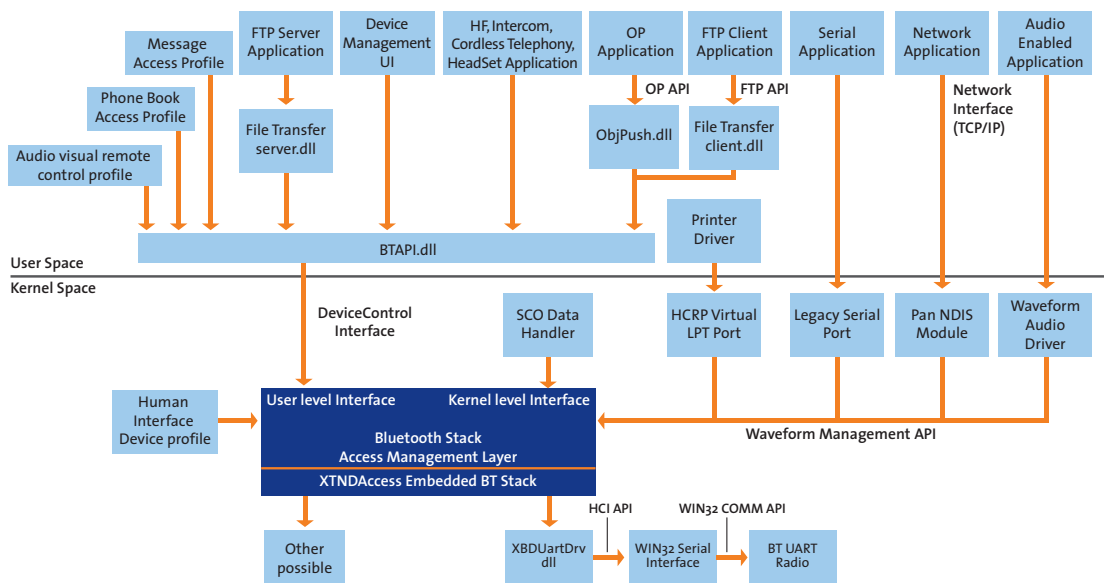 Message
Access Profile
FTP Server
Application
Device
Management
UI
HF, Intercom,
Cordless Telephony,
HeadSet Application
OP
Application
FTP Client
Application
Serial
Application
Network
Application
Audio
Enabled
Application
OP API
FTP API
Network
Interface
(TCP/IP)
Phone Book
Access Profile
File Transfer
server.dll
ObjPush.dll
File Transfer
client.dll
Audio visual remote
control profile
Printer
Driver
BTAPI.dll
User Space
Kernel Space
DeviceControl
Interface
SCO Data
Handler
HCRP Virtual
LPT Port
Legacy Serial
Port
Pan NDIS
Module
Waveform
Audio
Driver
Human
Interface
Device profile
User level Interface
Kernel level Interface
Bluetooth Stack
Access Management Layer
XTNDAccess Embedded BT Stack
Waveform Management API
HCI API
WIN32 COMM API
Other
possible
XBDUartDrv
dll
WIN32 Serial
Interface
BT UART
Radio